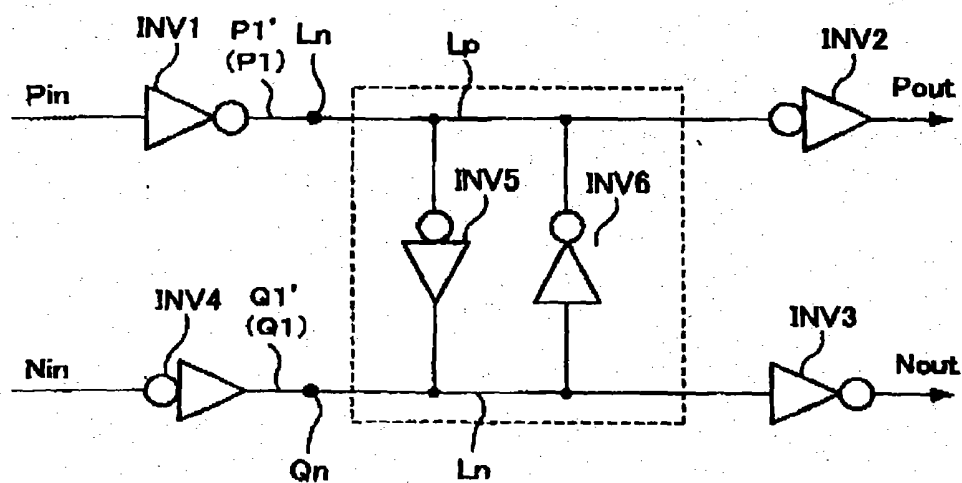 INV1
P1'
(P1)
Ln
Lp
INV2
Pin
Pout
INV5
INV6
INV4
Q1'
(Q1)
INV3
Nin
Nout
Qn
Ln